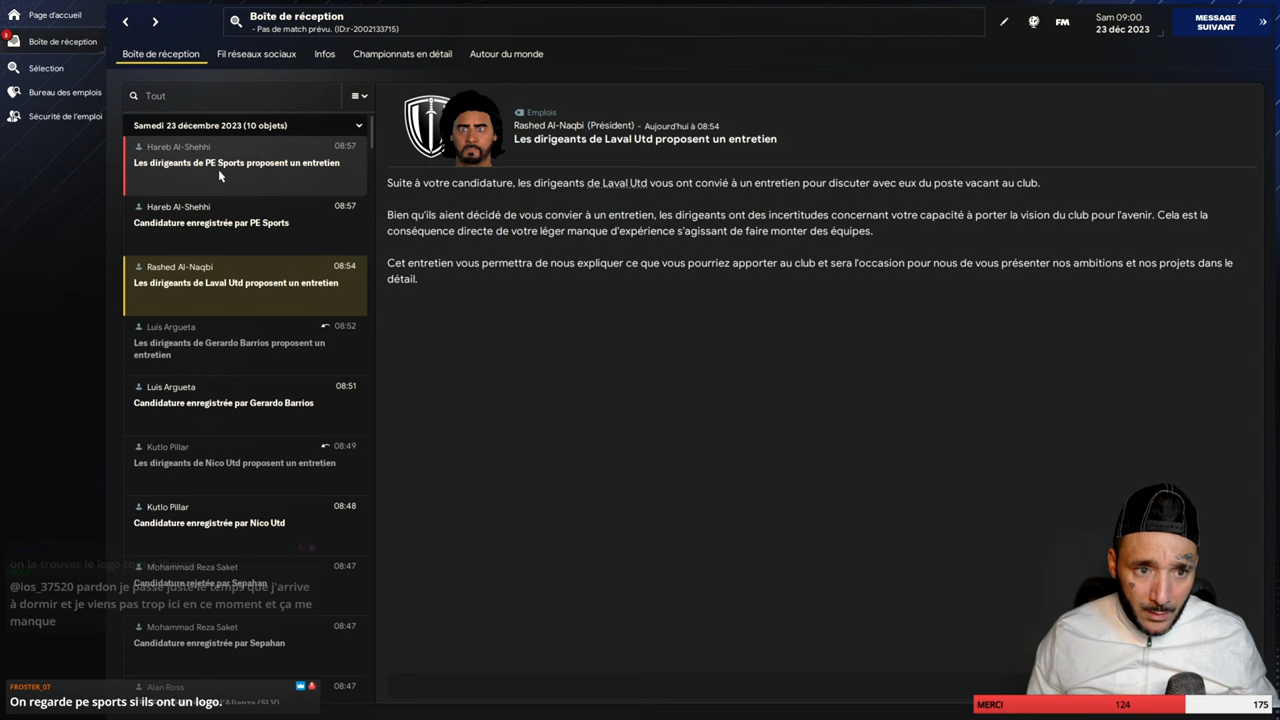 Page d'accueil
3
Boîte de réception
Sélection
Bureau des emplois
Sécurité de l'emploi
Boîte de réception
- Pas de match prévu. (ID:r-2002133715)
FM
Sam 09:00
23 déc 2023
MESSAGE
SUIVANT
Boîte de réception
Fil réseaux sociaux
Infos
Championnats en détail
Autour du monde
Tout
Samedi 23 décembre 2023 (10 objets)
Hareb Al-Shehhi 08:57
Les dirigeants de PE Sports proposent un entretien
Hareb Al-Shehhi 08:57
Candidature enregistrée par PE Sports
Rashed Al-Naqbi 08:54
Les dirigeants de Laval Utd proposent un entretien
Luis Argueta 08:52
Les dirigeants de Gerardo Barrios proposent un
entretien
Luis Argueta 08:51
Candidature enregistrée par Gerardo Barrios
Kutlo Pillar 08:49
Les dirigeants de Nico Utd proposent un entretien
Kutlo Pillar 08:48
Candidature enregistrée par Nico Utd
Mohammad Reza Saket 08:47
Candidature rejetée par Sepahan
Mohammad Reza Saket 08:47
Candidature enregistrée par Sepahan
Alan Ross 08:47
d'Alianza (SLV)
Emplois
Rashed Al-Naqbi (Président) - Aujourd'hui à 08:54
Les dirigeants de Laval Utd proposent un entretien
Suite à votre candidature, les dirigeants de Laval Utd vous ont convié à un entretien pour discuter avec eux du poste vacant au club.
Bien qu'ils aient décidé de vous convier à un entretien, les dirigeants ont des incertitudes concernant votre capacité à porter la vision du club pour l'avenir. Cela est la
conséquence directe de votre léger manque d'expérience s'agissant de faire monter des équipes.
Cet entretien vous permettra de nous expliquer ce que vous pourriez apporter au club et sera l'occasion pour nous de vous présenter nos ambitions et nos projets dans le
détail.
on la trouver le logo
@ios_37520 pardon je passe juste le temps que j'arrive
à dormir et je viens pas trop ici en ce moment et ça me
manque
FROSTER_07
On regarde pe sports si ils ont un logo.
MERCI 124 175